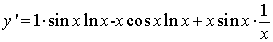 y' = 1·sin x ln x - x cos x ln x + x sin x · 1/x